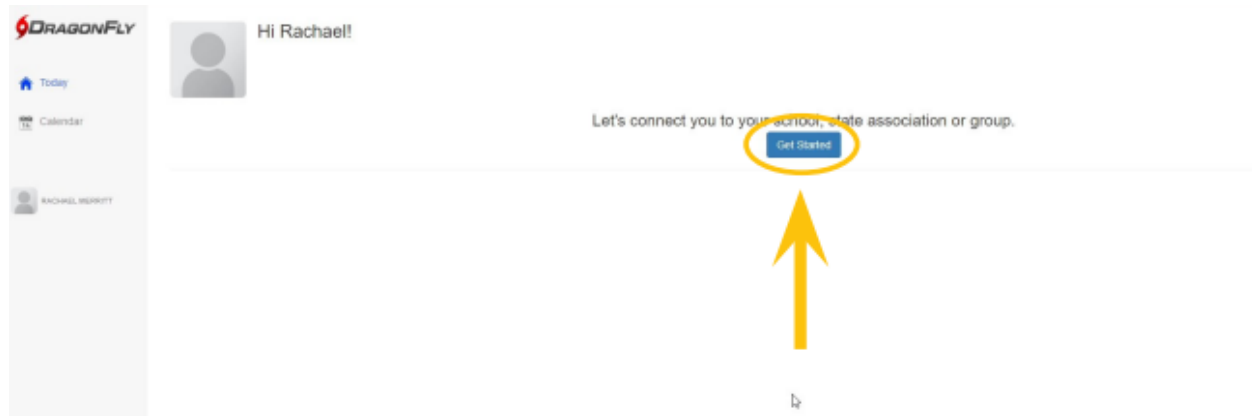 DRAGONFLY
Hi Rachael!
Today
Calendar
Let's connect you to your school, state association or group.
Get Started
RACHAEL MERRITT